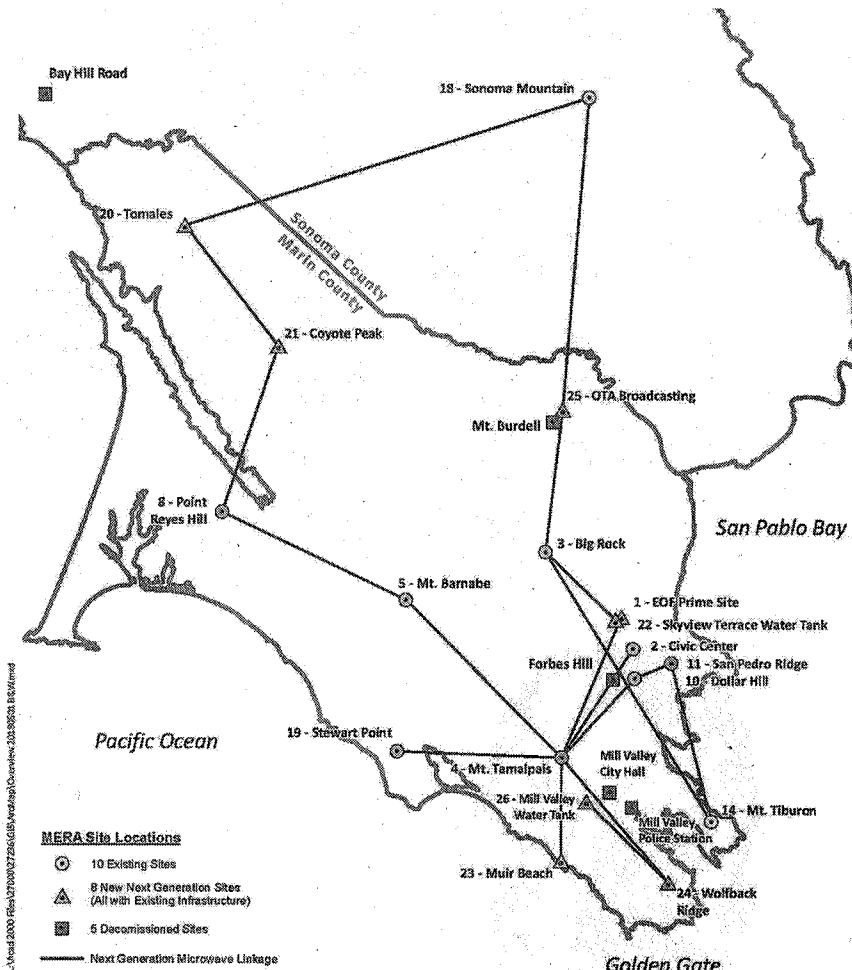 Bay Hill Road
18 - Sonoma Mountain
20 - Tomales
Sonoma County
Marin County
21 - Coyote Peak
25 - OTA Broadcasting
Mt. Burdell
8 - Point
Reyes Hill
San Pablo Bay
3 - Big Rock
5 - Mt. Barnabe
1 - EOF Prime Site
22 - Skyview Terrace Water Tank
2 - Civic Center
Forbes Hill
11 - San Pedro Ridge
10 - Dollar Hill
19 - Stewart Point
Pacific Ocean
4 - Mt. Tamalpais
Mill Valley
City Hall
26 - Mill Valley
Water Tank
14 - Mt. Tiburon
Mill Valley
Police Station
23 - Muir Beach
24 - Wolfback
Ridge
MERA Site Locations
10 Existing Sites
8 New Next Generation Sites
(All with Existing Infrastructure)
5 Decomissioned Sites
Next Generation Microwave Linkage
Golden Gate